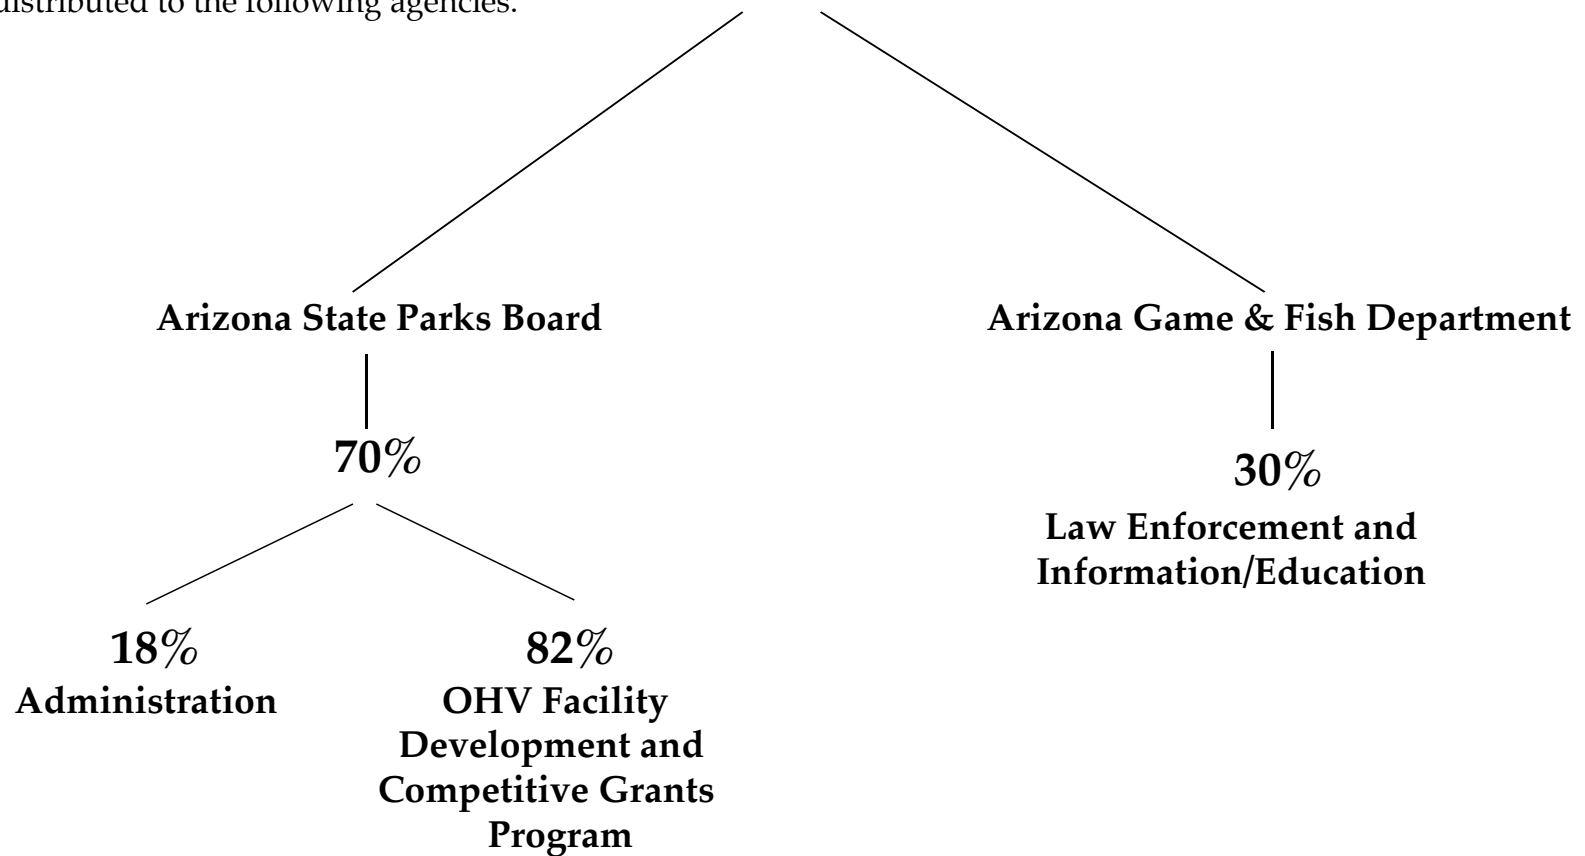 distributed to the following agencies.
Arizona State Parks Board
Arizona Game & Fish Department
70%
30%
Law Enforcement and
Information/Education
18%
82%
Administration
OHV Facility
Development and
Competitive Grants
Program